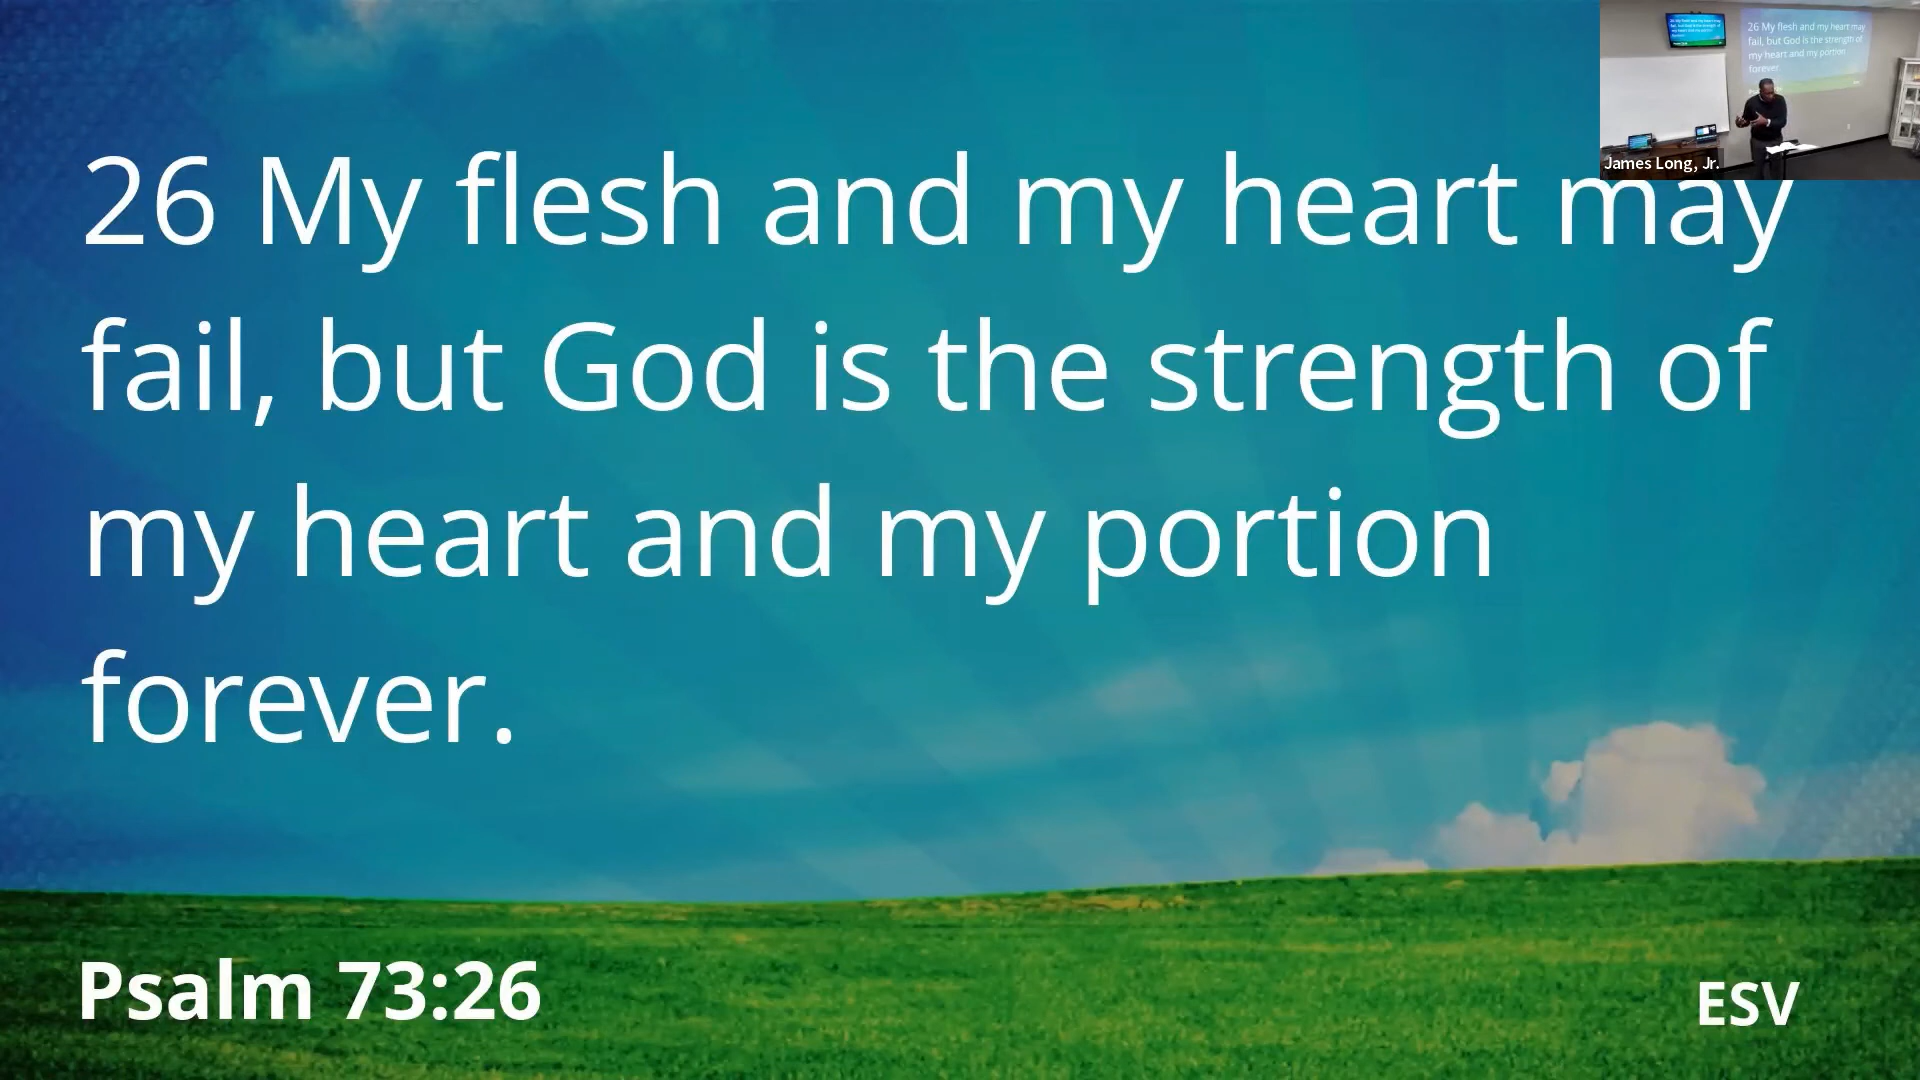 26 My flesh and my heart may
fail, but God is the strength of
my heart and my portion
forever.
Psalm 73:26
ESV
26 My flesh and my heart may
fail, but God is the strength of
my heart and my portion
forever.
James Long, Jr.